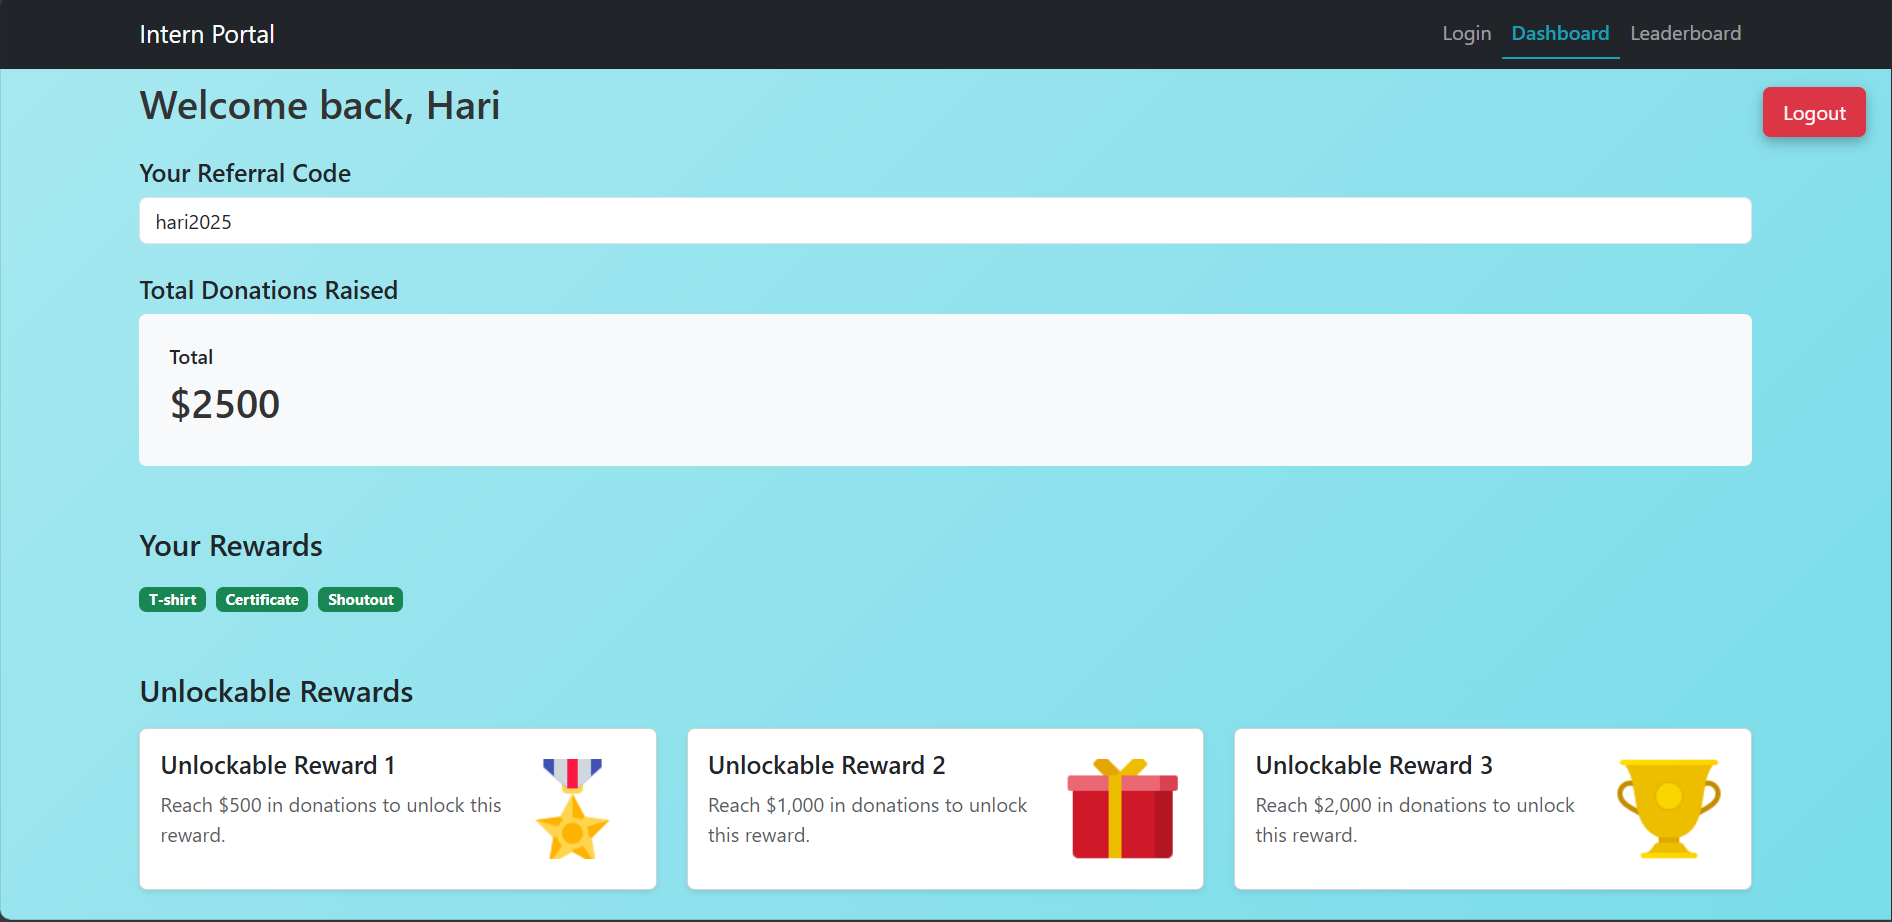 Intern Portal
Login Dashboard Leaderboard
Welcome back, Hari
Logout
Your Referral Code
hari2025
Total Donations Raised
Total
$2500
Your Rewards
T-shirt Certificate Shoutout
Unlockable Rewards
Unlockable Reward 1
Reach $500 in donations to unlock this
reward.
Unlockable Reward 2
Reach $1,000 in donations to unlock
this reward.
Unlockable Reward 3
Reach $2,000 in donations to unlock
this reward.